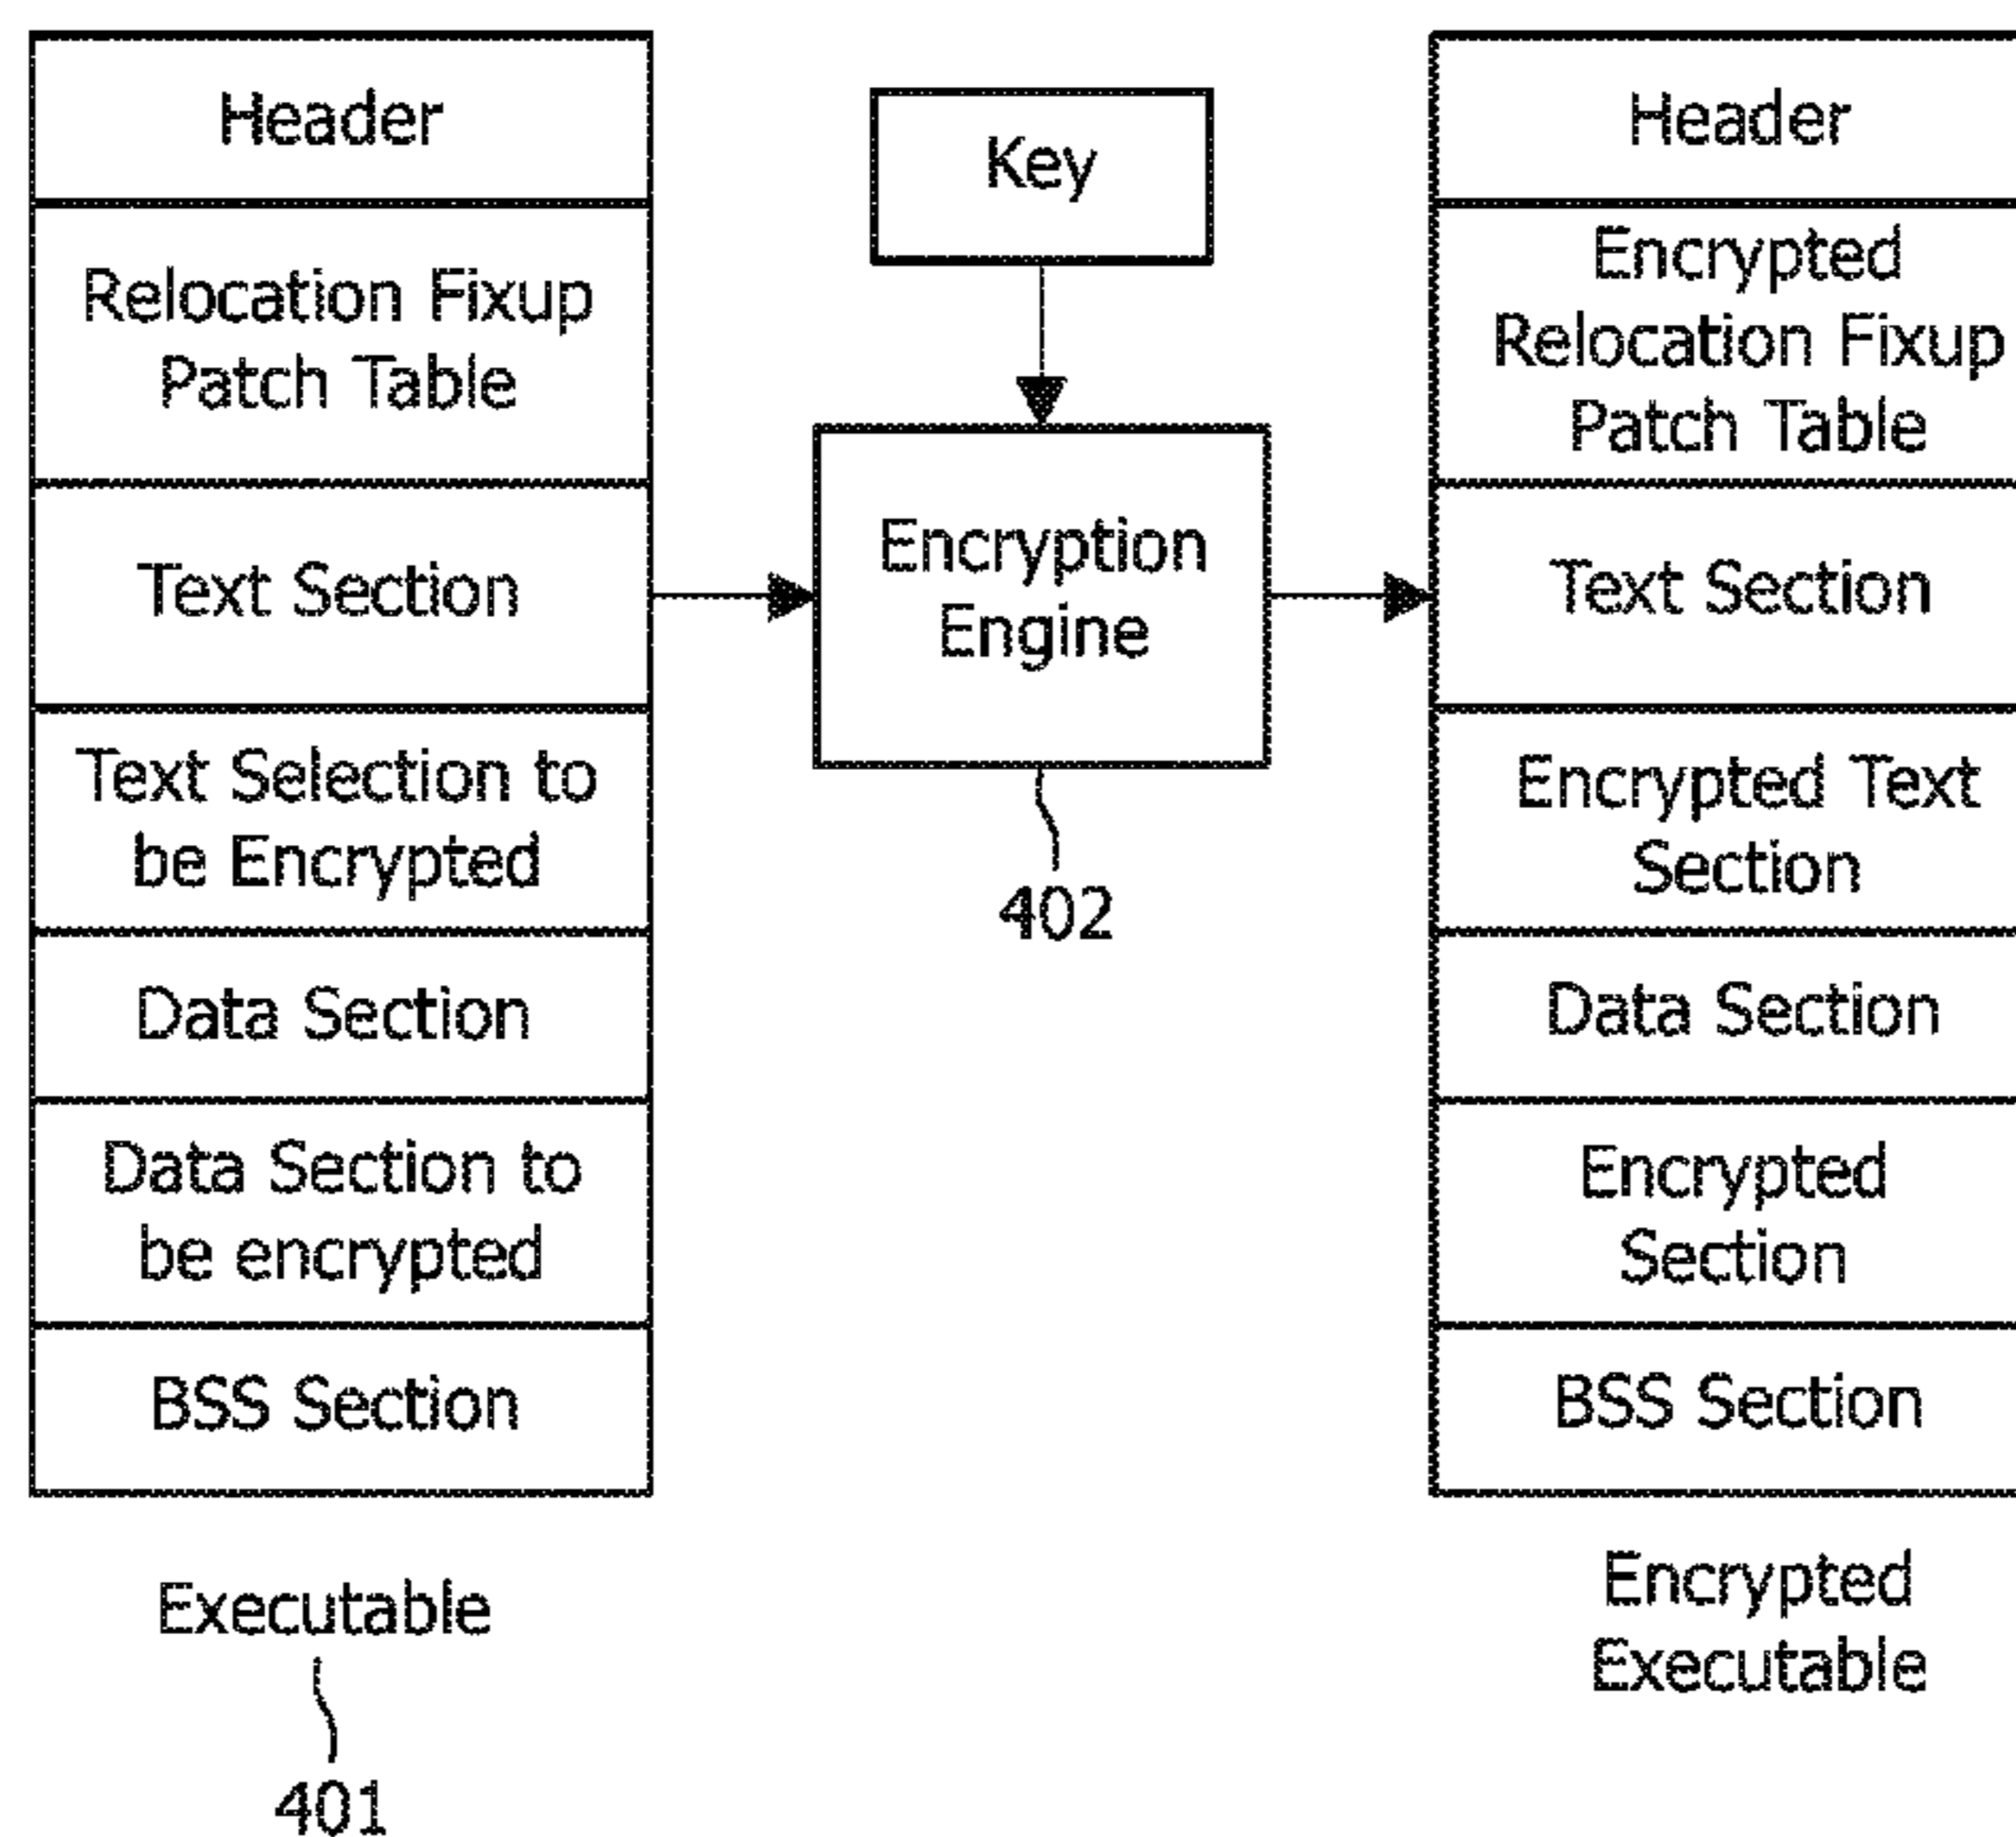 Header
Relocation Fixup
Patch Table
Text Section
Text Selection to
be Encrypted
Data Section
Data Section to
be encrypted
BSS Section
Executable
401
Key
Encryption
Engine
402
Header
Encrypted
Relocation Fixup
Patch Table
Text Section
Encrypted Text
Section
Data Section
Encrypted
Section
BSS Section
Encrypted
Executable